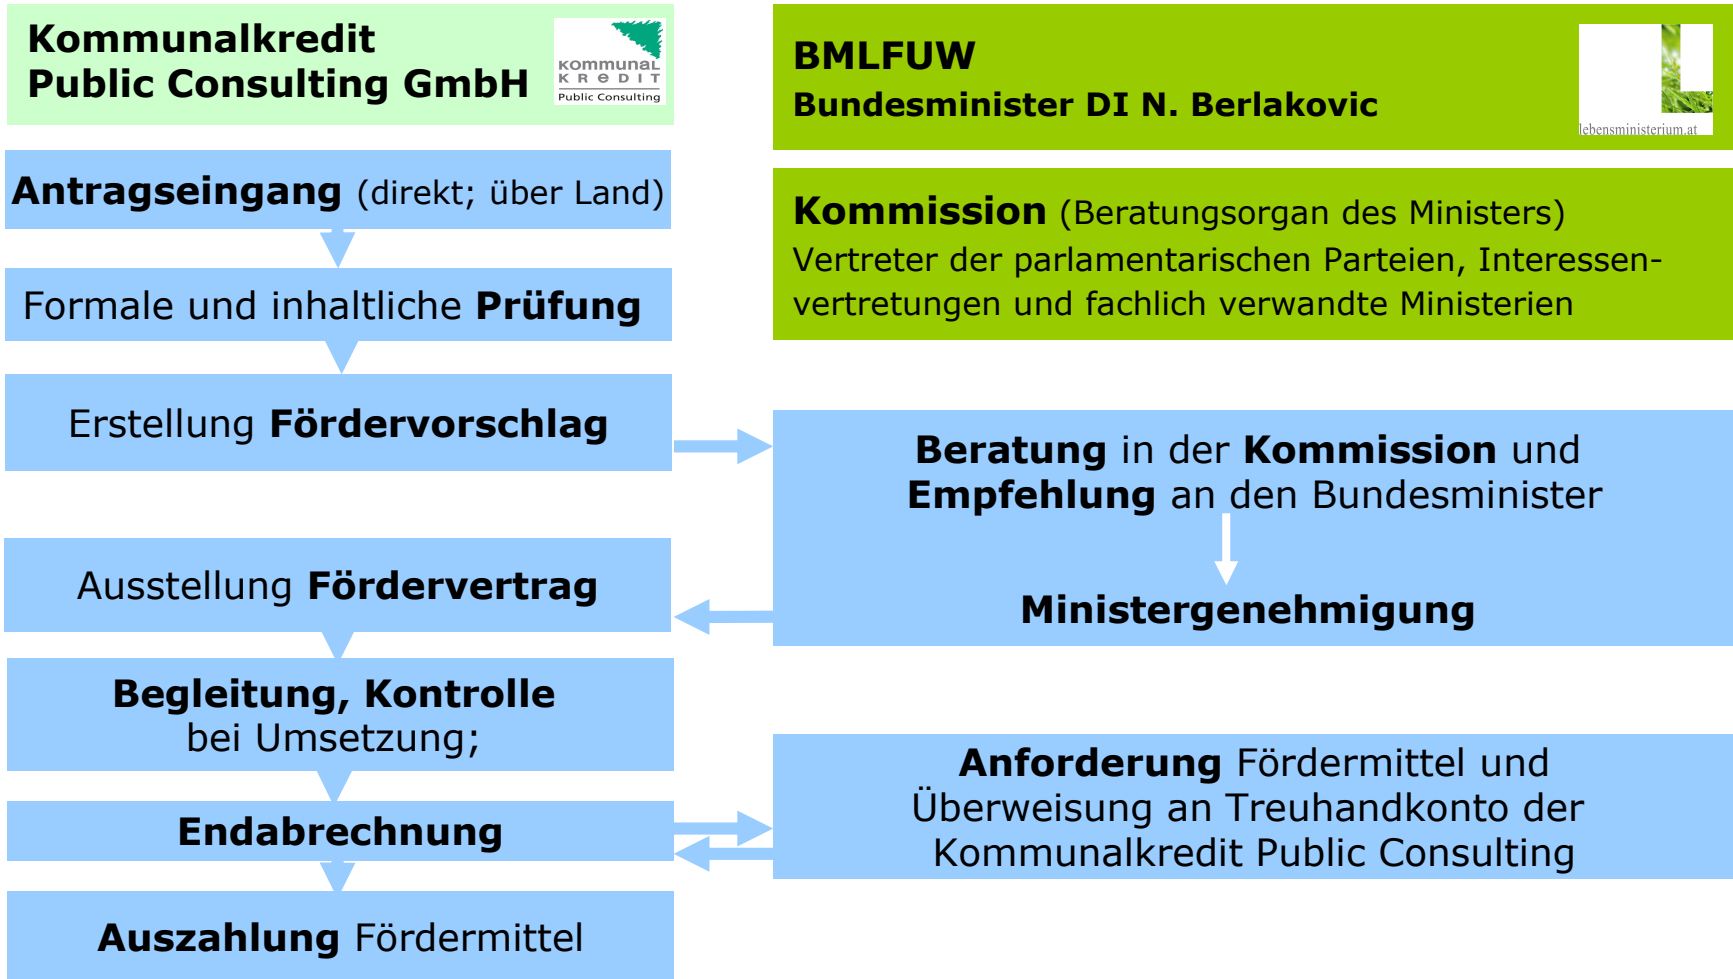 Kommunalkredit
Public Consulting GmbH
Kommunal
KREDIT
Public Consulting
Antragseingang (direkt; über Land)
Formale und inhaltliche Prüfung
Erstellung Fördervorschlag
Ausstellung Fördervertrag
Begleitung, Kontrolle
bei Umsetzung;
Endabrechnung
Auszahlung Fördermittel
BMLFUW
Bundesminister DI N. Berlakovic
lebensministerium.at
Kommission (Beratungsorgan des Ministers)
Vertreter der parlamentarischen Parteien, Interessen-
vertretungen und fachlich verwandte Ministerien
Beratung in der Kommission und
Empfehlung an den Bundesminister
Ministergenehmigung
Anforderung Fördermittel und
Überweisung an Treuhandkonto der
Kommunalkredit Public Consulting